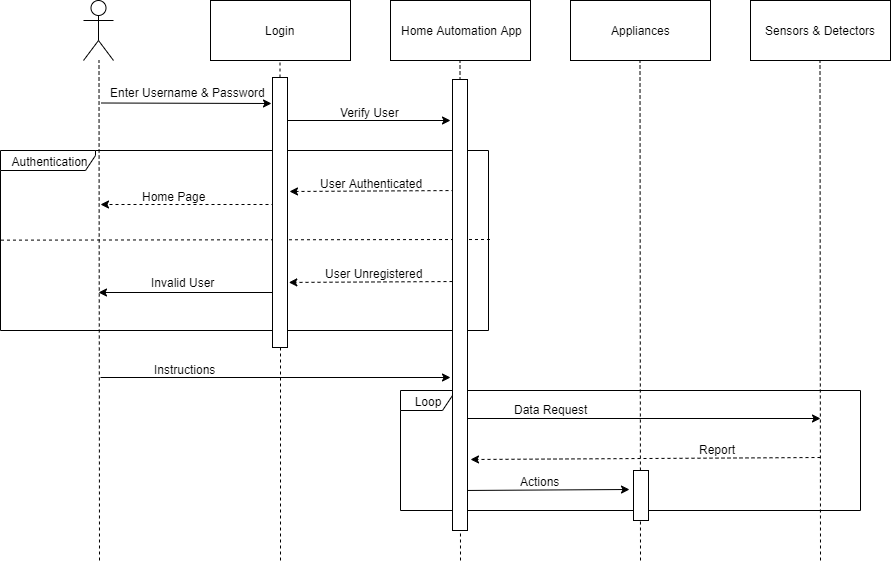 Login
Home Automation App
Appliances
Sensors & Detectors
Enter Username & Password
Verify User
Authentication
User Authenticated
Home Page
User Unregistered
Invalid User
Instructions
Loop
Data Request
Report
Actions